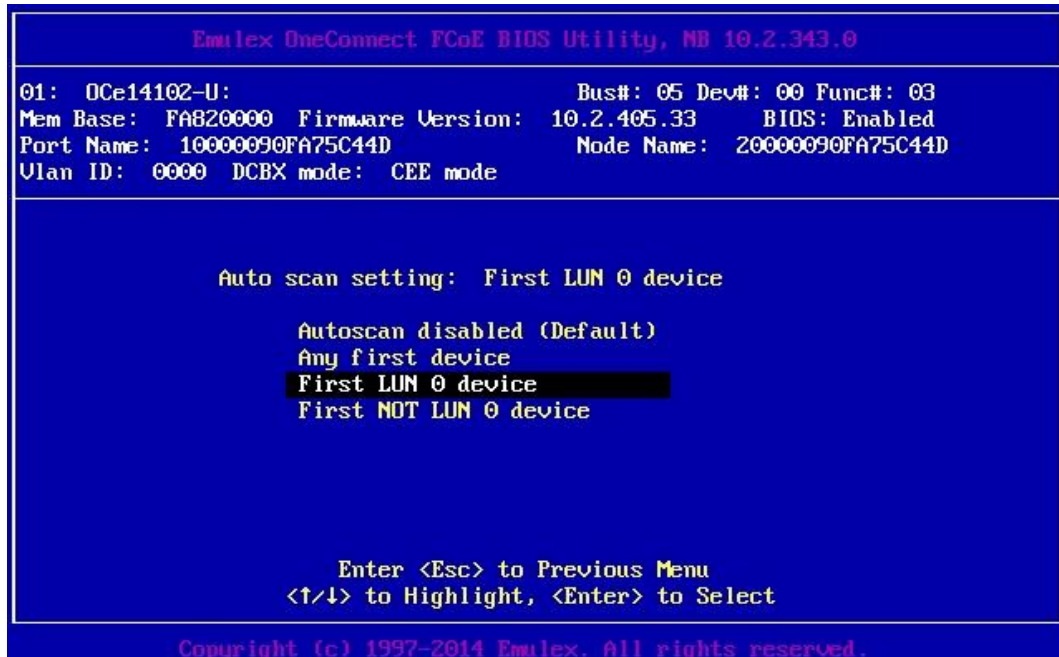 Emulex OneConnect FCoE BIOS Utility, NB 10.2.343.0
01: OCe14102-U: Bus#: 05 Dev#: 00 Func#: 03
Mem Base: FA820000 Firmware Version: 10.2.405.33 BIOS: Enabled
Port Name: 10000090FA75C44D Node Name: 20000090FA75C44D
Vlan ID: 0000 DCBX mode: CEE mode
Auto scan setting: First LUN 0 device
Autoscan disabled (Default)
Any first device
First LUN 0 device
First NOT LUN 0 device
Enter <Esc> to Previous Menu
<↑/↓> to Highlight, <Enter> to Select
Copyright (c) 1997-2014 Emulex. All rights reserved.